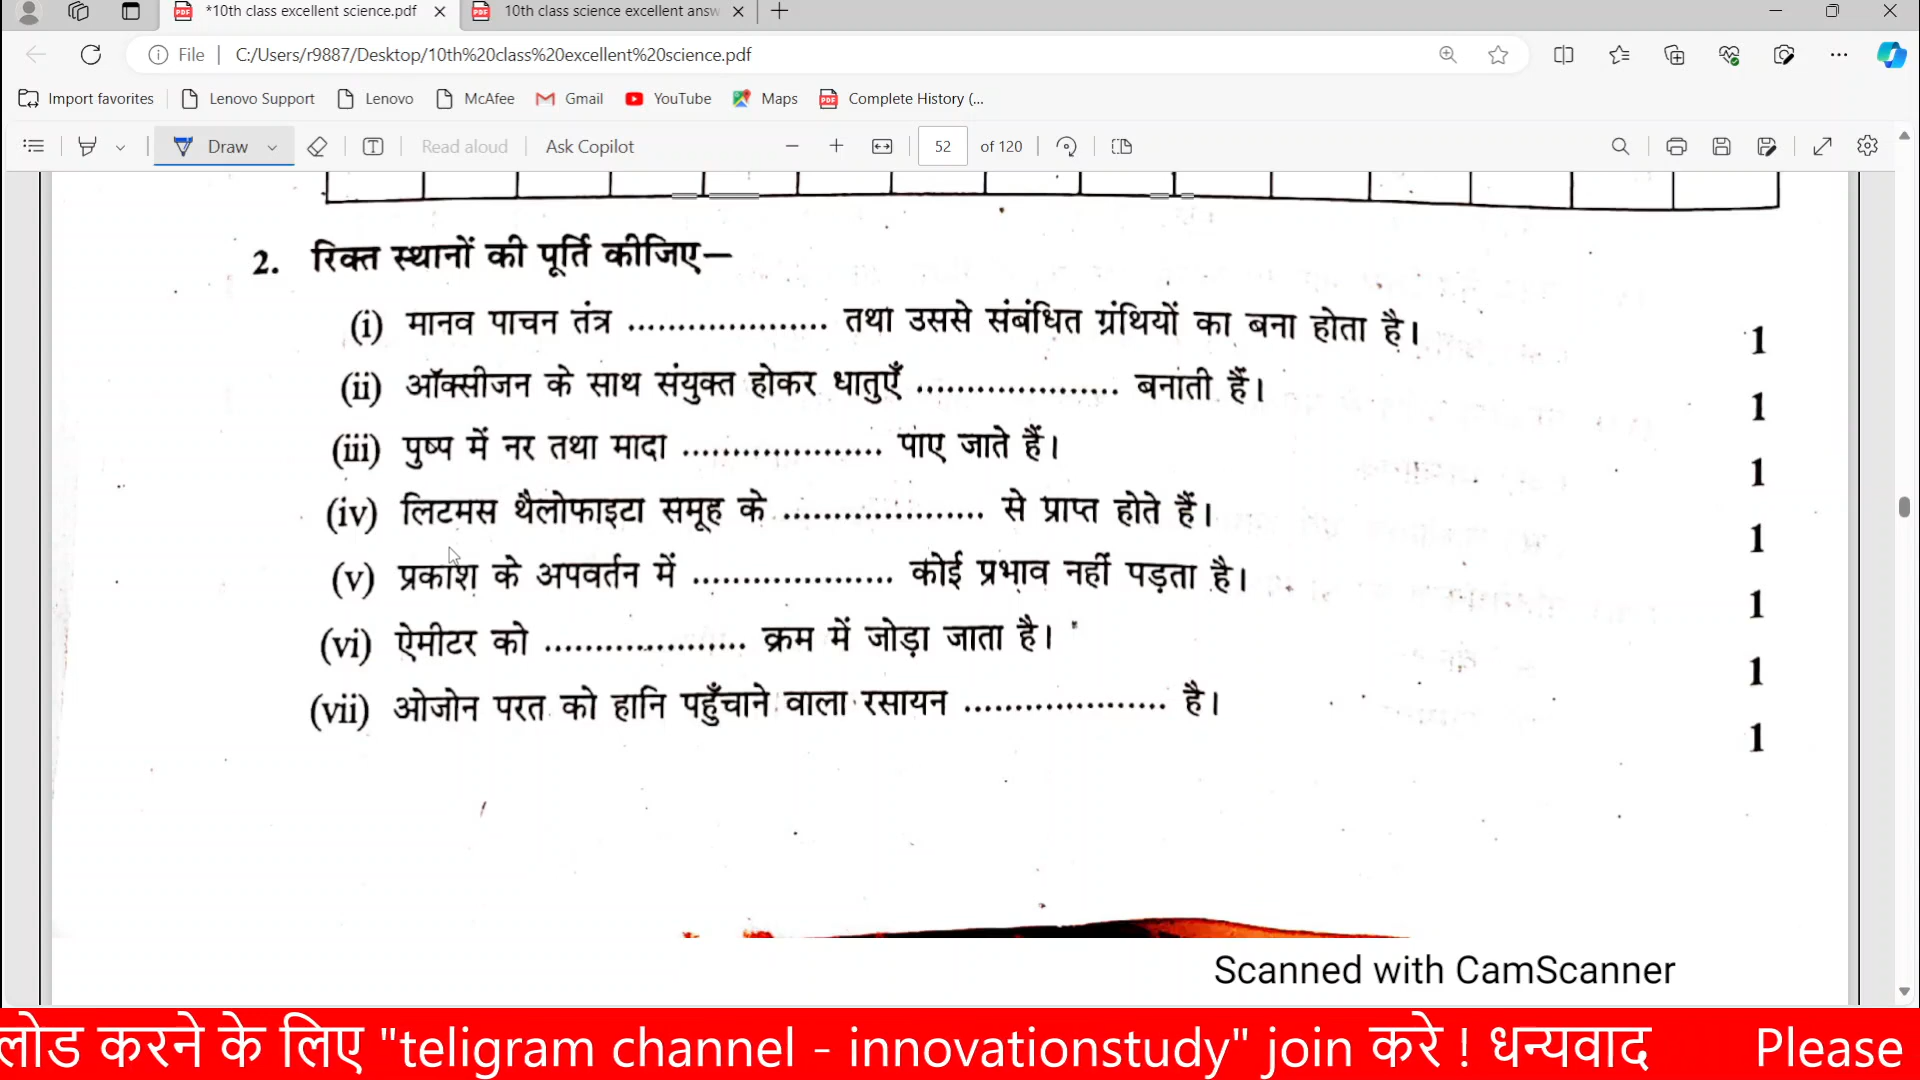 *10th class excellent science.pdf
10th class science excellent answ
File
C:/Users/r9887/Desktop/10th%20class%20excellent%20science.pdf
Import favorites
Lenovo Support
Lenovo
McAfee
Gmail
YouTube
Maps
Complete History (...
Draw
Read aloud
Ask Copilot
52 of 120
2. रिक्त स्थानों की पूर्ति कीजिए—
(i) मानव पाचन तंत्र .................... तथा उससे संबंधित ग्रंथियों का बना होता है। 1
(ii) ऑक्सीजन के साथ संयुक्त होकर धातुएँ .................... बनाती हैं। 1
(iii) पुष्प में नर तथा मादा .................... पाए जाते हैं। 1
(iv) लिटमस थैलोफाइटा समूह के .................... से प्राप्त होते हैं। 1
(v) प्रकाश के अपवर्तन में .................... कोई प्रभाव नहीं पड़ता है। 1
(vi) ऐमीटर को .................... क्रम में जोड़ा जाता है। 1
(vii) ओजोन परत को हानि पहुँचाने वाला रसायन .................... है। 1
Scanned with CamScanner
लोड करने के लिए "teligram channel - innovationstudy" join करे ! धन्यवाद Please